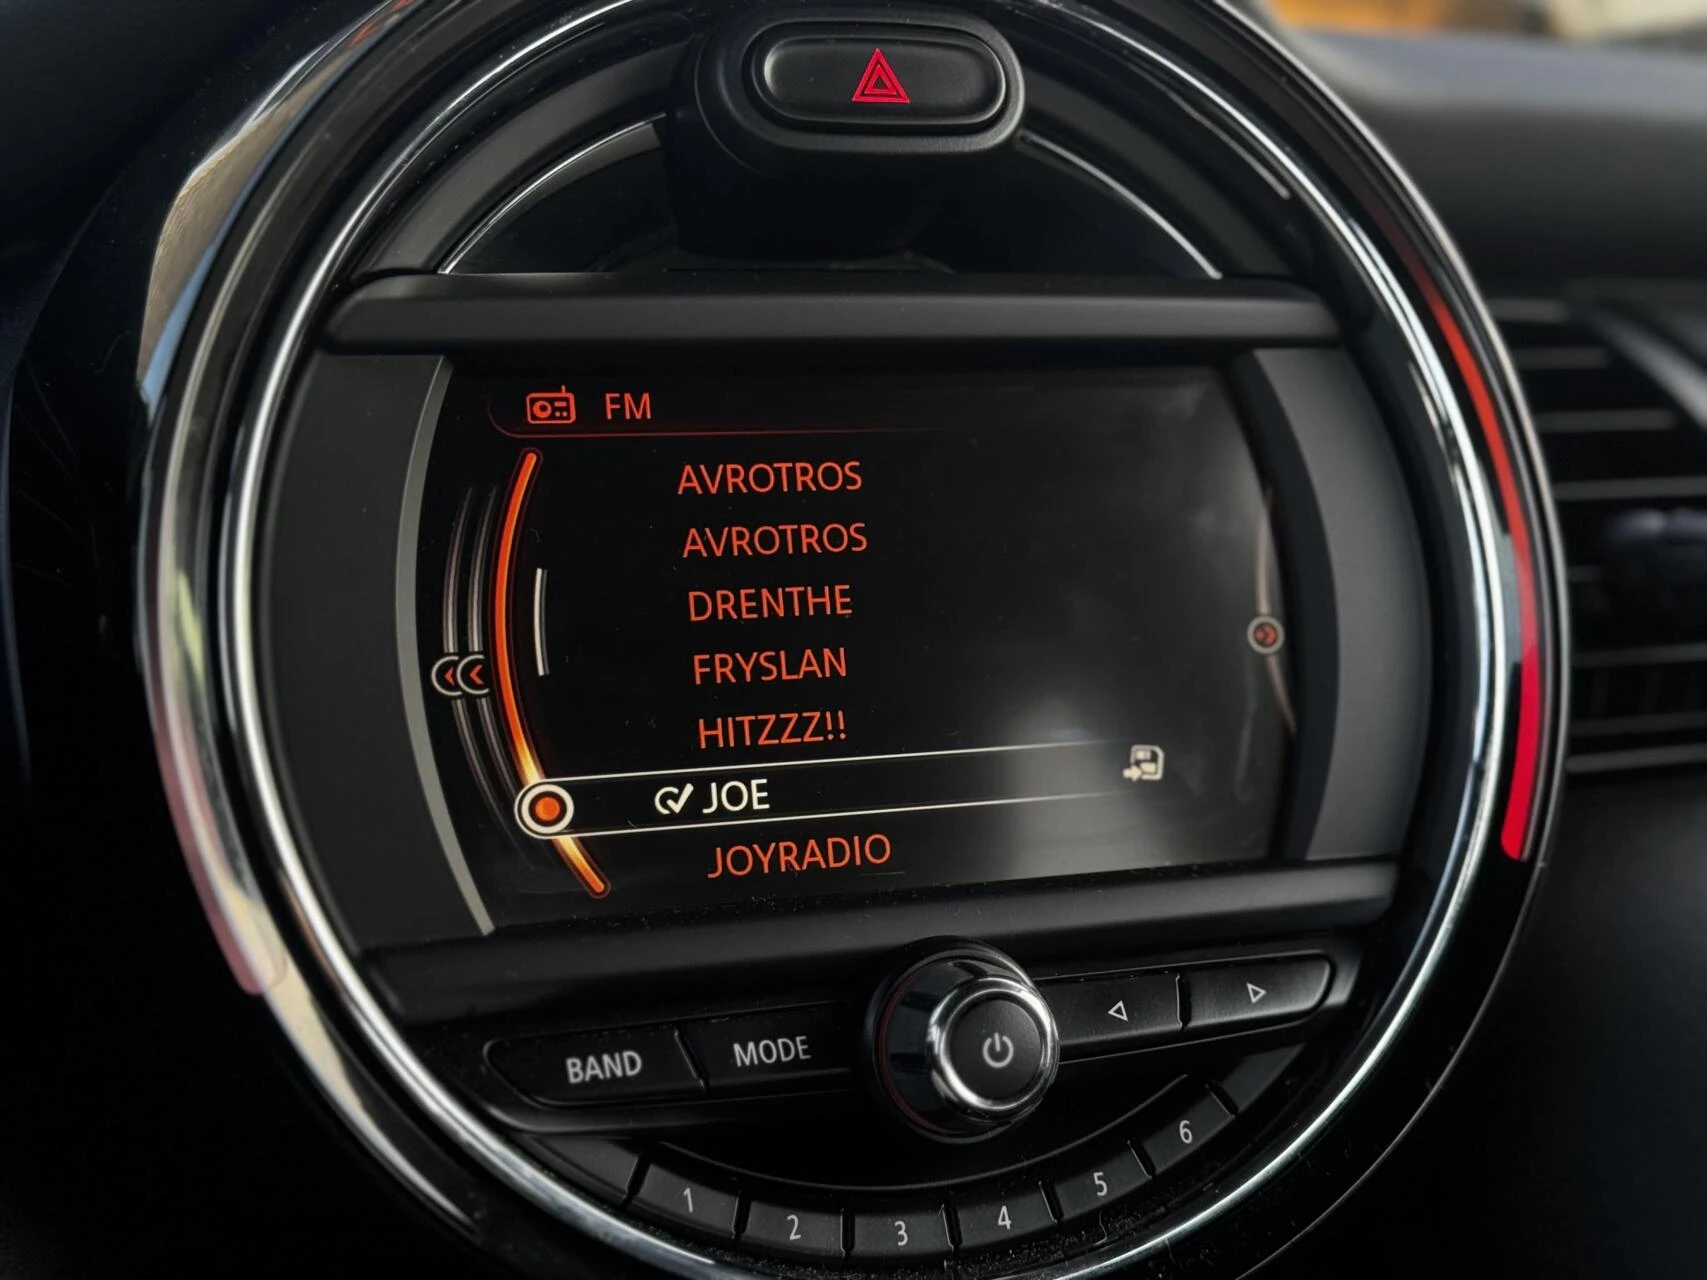 FM
AVROTROS
AVROTROS
DRENTHE
FRYSLAN
HITZZZ!!
JOE
JOYRADIO
BAND
MODE
1
2
3
4
5
6